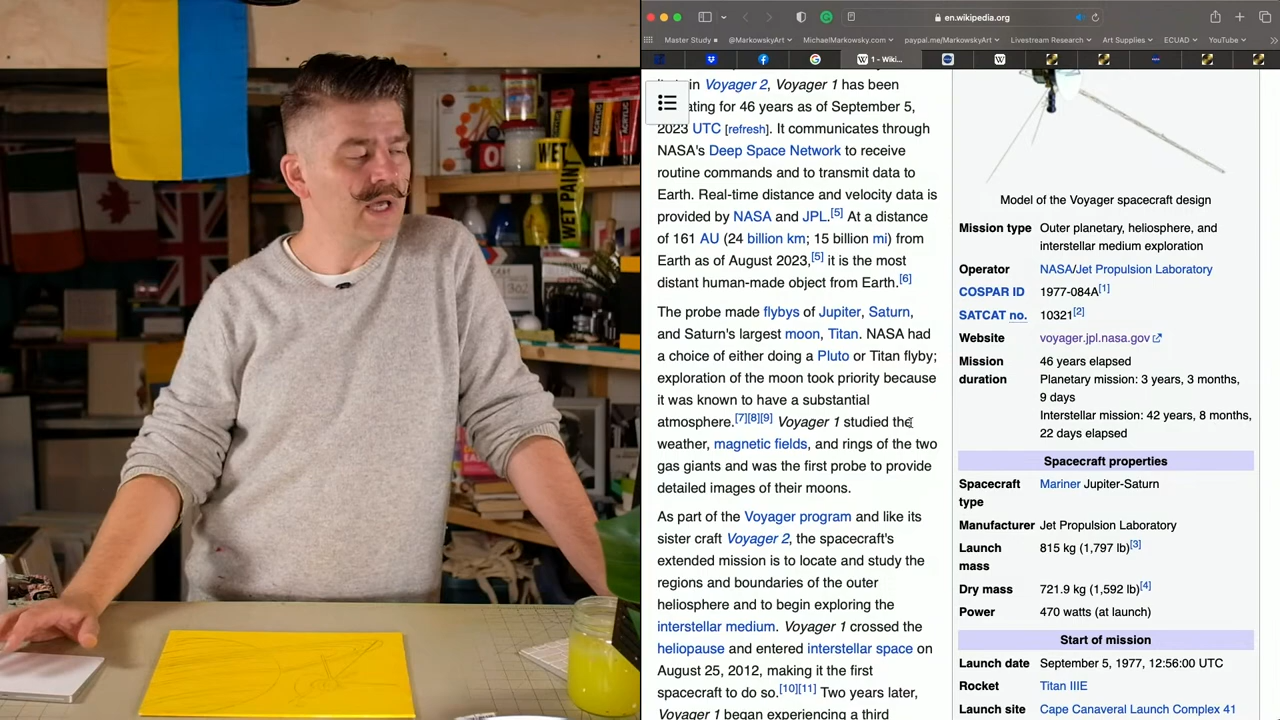 en.wikipedia.org
Master Study
@MarkowskyArt
MichaelMarkowsky.com
paypal.me/MarkowskyArt
Livestream Research
Art Supplies
ECUAD
YouTube
1 - Wiki...
in Voyager 2, Voyager 1 has been
ating for 46 years as of September 5,
2023 UTC [refresh]. It communicates through
NASA's Deep Space Network to receive
routine commands and to transmit data to
Earth. Real-time distance and velocity data is
provided by NASA and JPL.[5] At a distance
of 161 AU (24 billion km; 15 billion mi) from
Earth as of August 2023,[5] it is the most
distant human-made object from Earth.[6]
The probe made flybys of Jupiter, Saturn,
and Saturn's largest moon, Titan. NASA had
a choice of either doing a Pluto or Titan flyby;
exploration of the moon took priority because
it was known to have a substantial
atmosphere.[7][8][9] Voyager 1 studied the
weather, magnetic fields, and rings of the two
gas giants and was the first probe to provide
detailed images of their moons.
As part of the Voyager program and like its
sister craft Voyager 2, the spacecraft's
extended mission is to locate and study the
regions and boundaries of the outer
heliosphere and to begin exploring the
interstellar medium. Voyager 1 crossed the
heliopause and entered interstellar space on
August 25, 2012, making it the first
spacecraft to do so.[10][11] Two years later,
Voyager 1 began experiencing a third
Model of the Voyager spacecraft design
Mission type Outer planetary, heliosphere, and
interstellar medium exploration
Operator NASA/Jet Propulsion Laboratory
COSPAR ID 1977-084A[1]
SATCAT no. 10321[2]
Website voyager.jpl.nasa.gov
Mission 46 years elapsed
duration Planetary mission: 3 years, 3 months,
9 days
Interstellar mission: 42 years, 8 months,
22 days elapsed
Spacecraft properties
Spacecraft Mariner Jupiter-Saturn
type
Manufacturer Jet Propulsion Laboratory
Launch 815 kg (1,797 lb)[3]
mass
Dry mass 721.9 kg (1,592 lb)[4]
Power 470 watts (at launch)
Start of mission
Launch date September 5, 1977, 12:56:00 UTC
Rocket Titan IIIE
Launch site Cape Canaveral Launch Complex 41
WET
WET PAINT
ACRYLIC
ACRYLIC